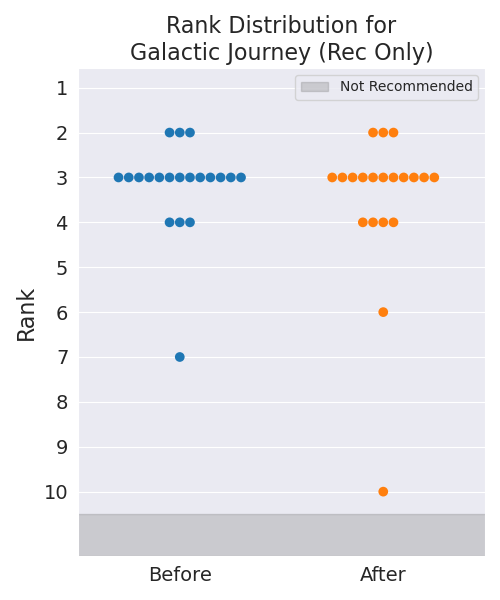 Rank Distribution for
Galactic Journey (Rec Only)
Not Recommended
1
2
3
4
5
6
7
8
9
10
Rank
Before
After